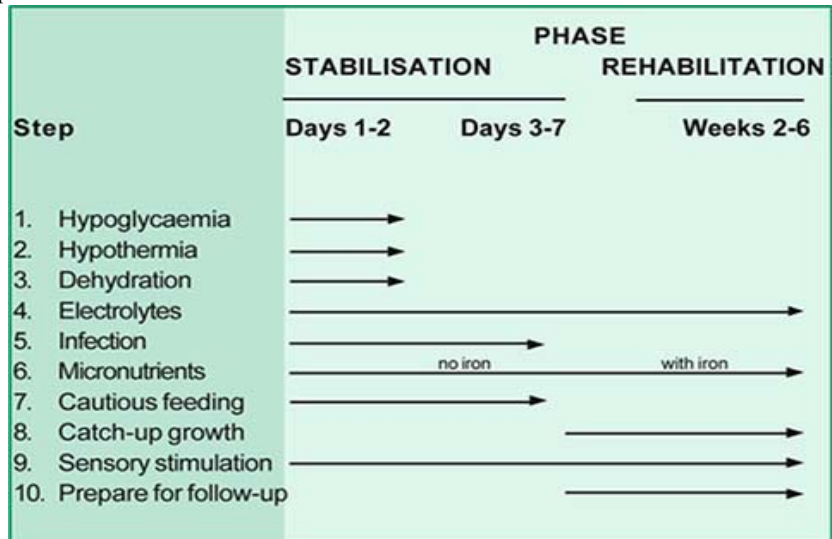 PHASE
STABILISATION REHABILITATION
Step Days 1-2 Days 3-7 Weeks 2-6
1. Hypoglycaemia
2. Hypothermia
3. Dehydration
4. Electrolytes
5. Infection
6. Micronutrients no iron with iron
7. Cautious feeding
8. Catch-up growth
9. Sensory stimulation
10. Prepare for follow-up